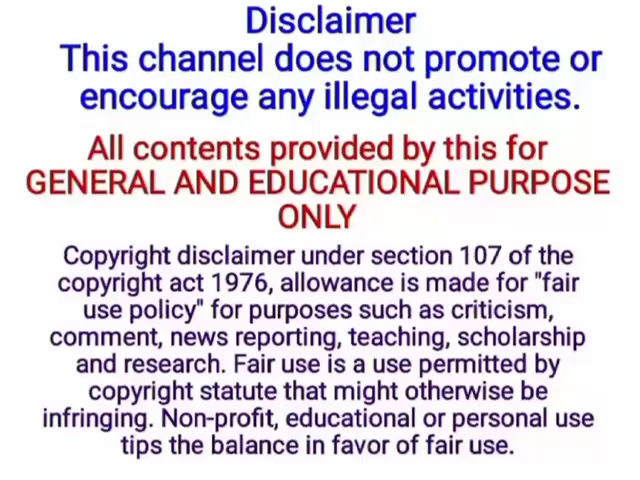 Disclaimer
This channel does not promote or
encourage any illegal activities.
All contents provided by this for
GENERAL AND EDUCATIONAL PURPOSE
ONLY
Copyright disclaimer under section 107 of the
copyright act 1976, allowance is made for "fair
use policy" for purposes such as criticism,
comment, news reporting, teaching, scholarship
and research. Fair use is a use permitted by
copyright statute that might otherwise be
infringing. Non-profit, educational or personal use
tips the balance in favor of fair use.